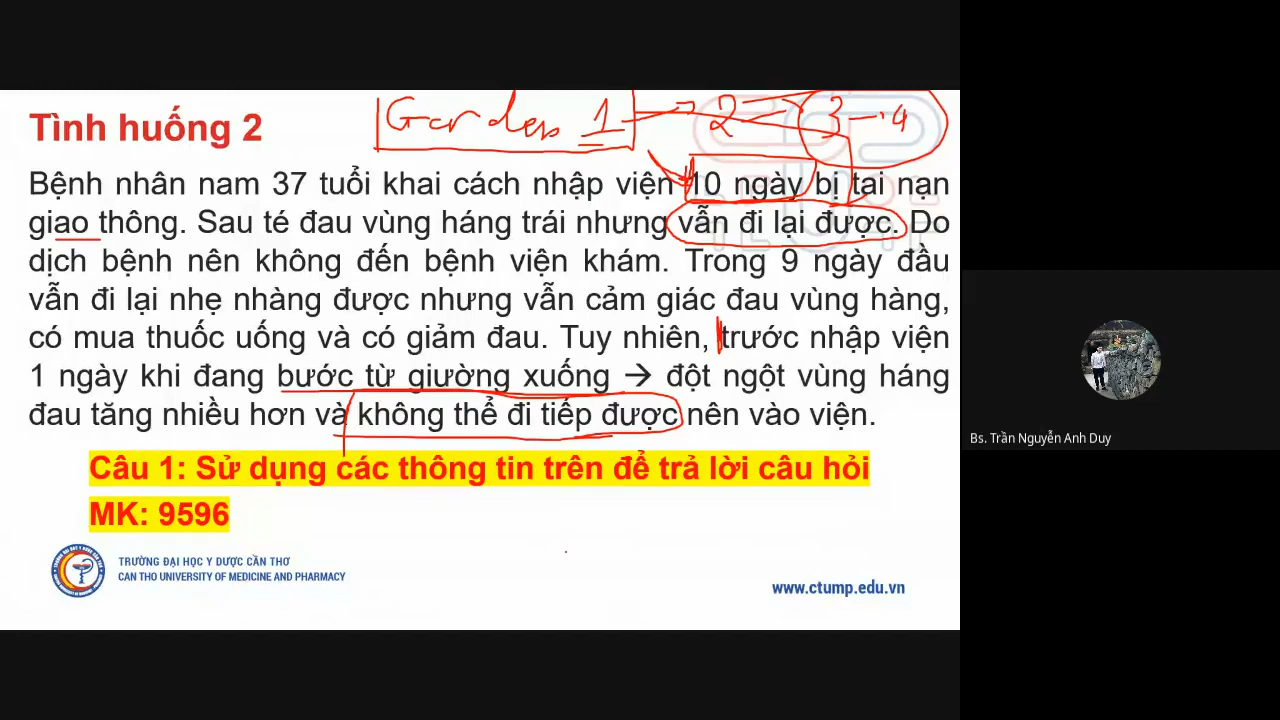 Garden 1 → 2 → 3 - 4
Tình huống 2
Bệnh nhân nam 37 tuổi khai cách nhập viện 10 ngày bị tai nạn
giao thông. Sau té đau vùng háng trái nhưng vẫn đi lại được. Do
dịch bệnh nên không đến bệnh viện khám. Trong 9 ngày đầu
vẫn đi lại nhẹ nhàng được nhưng vẫn cảm giác đau vùng hàng,
có mua thuốc uống và có giảm đau. Tuy nhiên, trước nhập viện
1 ngày khi đang bước từ giường xuống → đột ngột vùng háng
đau tăng nhiều hơn và không thể đi tiếp được nên vào viện.
Câu 1: Sử dụng các thông tin trên để trả lời câu hỏi
MK: 9596
TRƯỜNG ĐẠI HỌC Y DƯỢC CẦN THƠ
CAN THO UNIVERSITY OF MEDICINE AND PHARMACY
www.ctump.edu.vn
Bs. Trần Nguyễn Anh Duy